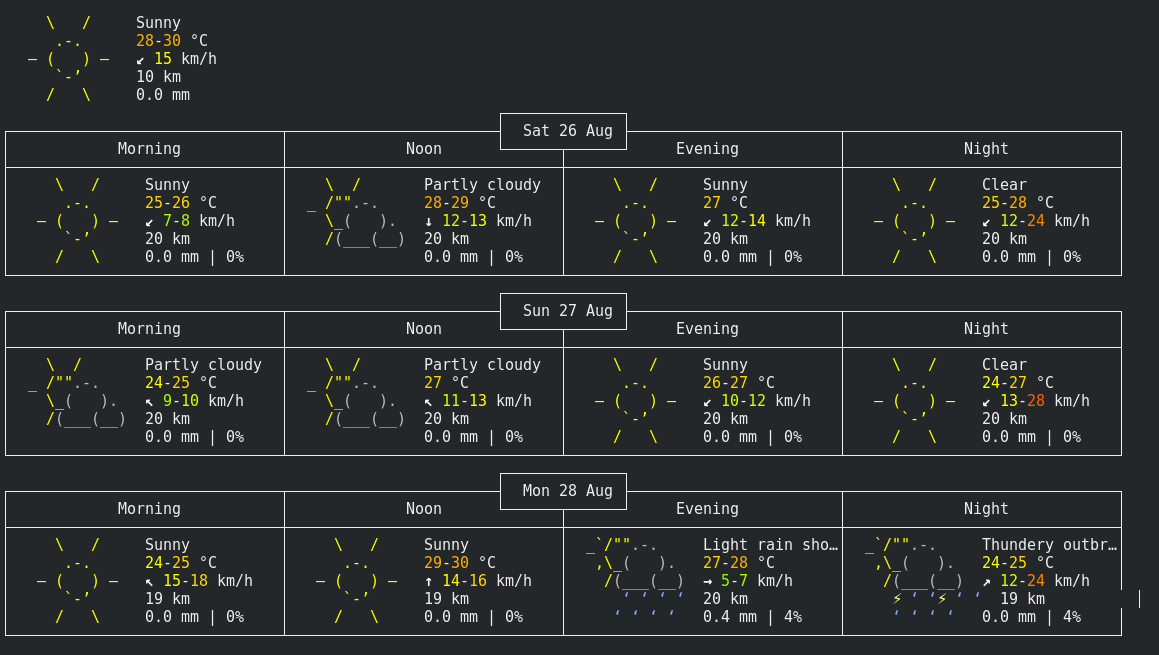 Sunny
28-30 °C
↙ 15 km/h
10 km
0.0 mm
Sat 26 Aug
Morning Noon Evening Night
Sunny Partly cloudy Sunny Clear
25-26 °C 28-29 °C 27 °C 25-28 °C
↙ 7-8 km/h ↓ 12-13 km/h ↙ 12-14 km/h ↙ 12-24 km/h
20 km 20 km 20 km 20 km
0.0 mm | 0% 0.0 mm | 0% 0.0 mm | 0% 0.0 mm | 0%
Sun 27 Aug
Morning Noon Evening Night
Partly cloudy Partly cloudy Sunny Clear
24-25 °C 27 °C 26-27 °C 24-27 °C
↖ 9-10 km/h ↖ 11-13 km/h ↙ 10-12 km/h ↙ 13-28 km/h
20 km 20 km 20 km 20 km
0.0 mm | 0% 0.0 mm | 0% 0.0 mm | 0% 0.0 mm | 0%
Mon 28 Aug
Morning Noon Evening Night
Sunny Sunny Light rain sho… Thundery outbr…
24-25 °C 29-30 °C 27-28 °C 24-25 °C
↖ 15-18 km/h ↑ 14-16 km/h → 5-7 km/h ↗ 12-24 km/h
19 km 19 km 20 km 19 km
0.0 mm | 0% 0.0 mm | 0% 0.4 mm | 4% 0.0 mm | 4%